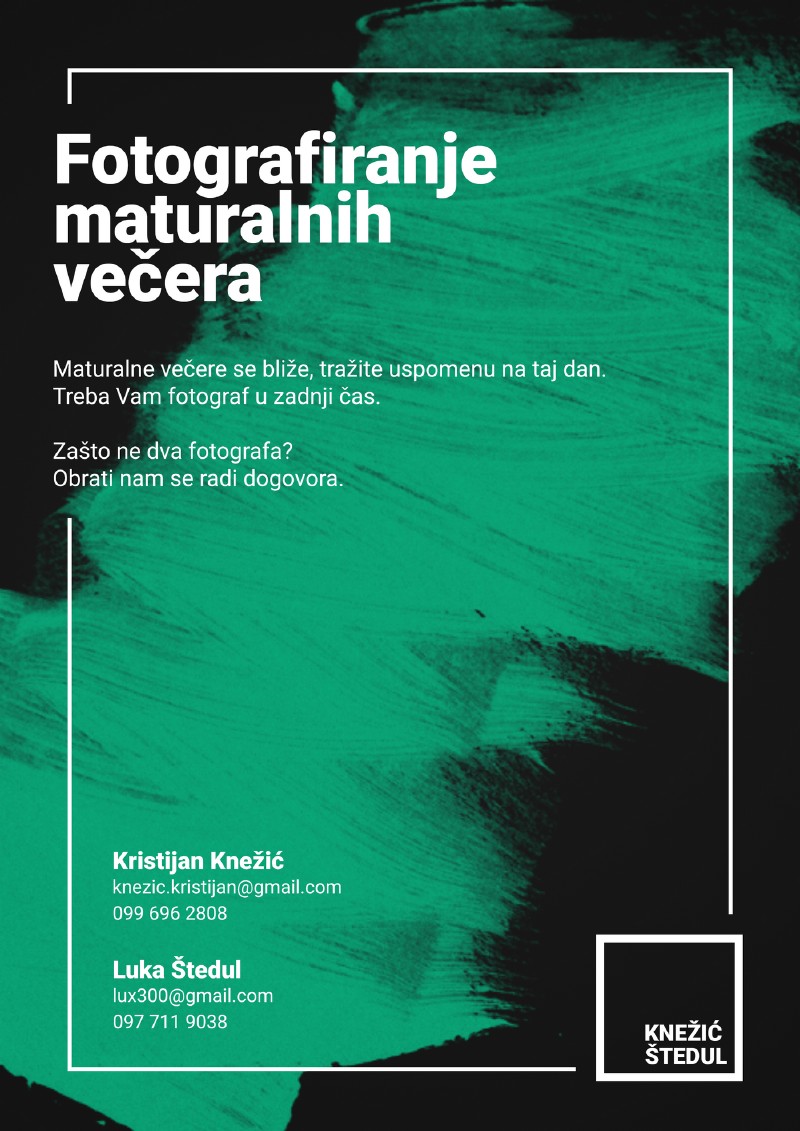 Fotografiranje
maturalnih
večera
Maturalne večere se bliže, tražite uspomenu na taj dan.
Treba Vam fotograf u zadnji čas.
Zašto ne dva fotografa?
Obrati nam se radi dogovora.
Kristijan Knežić
knezic.kristijan@gmail.com
099 696 2808
Luka Štedul
lux300@gmail.com
097 711 9038
KNEŽIĆ
ŠTEDUL